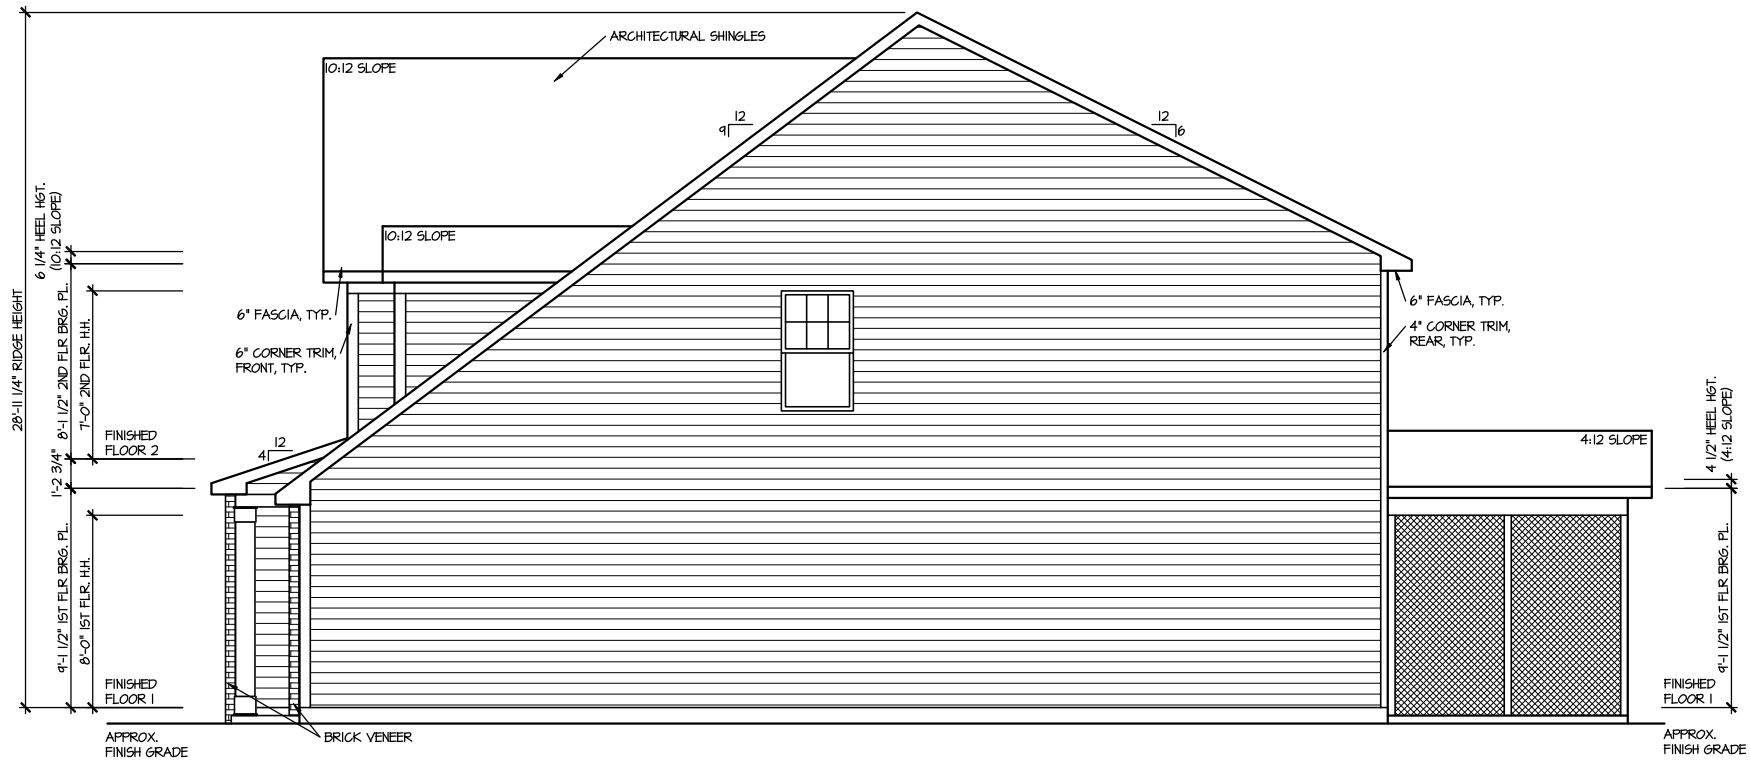 ARCHITECTURAL SHINGLES
10:12 SLOPE
12
9
12
6
10:12 SLOPE
6 1/4" HEEL HGT.
(10:12 SLOPE)
28'-11 1/4" RIDGE HEIGHT
8'-1 1/2" 2ND FLR BRG. PL.
7'-0" 2ND FLR. H.H.
6" FASCIA, TYP.
6" CORNER TRIM,
FRONT, TYP.
6" FASCIA, TYP.
4" CORNER TRIM,
REAR, TYP.
FINISHED
FLOOR 2
12
4
1'-2 3/4"
4:12 SLOPE
4 1/2" HEEL HGT.
(4:12 SLOPE)
9'-1 1/2" 1ST FLR BRG. PL.
8'-0" 1ST FLR. H.H.
9'-1 1/2" 1ST FLR BRG. PL.
FINISHED
FLOOR 1
FINISHED
FLOOR 1
APPROX.
FINISH GRADE
BRICK VENEER
APPROX.
FINISH GRADE